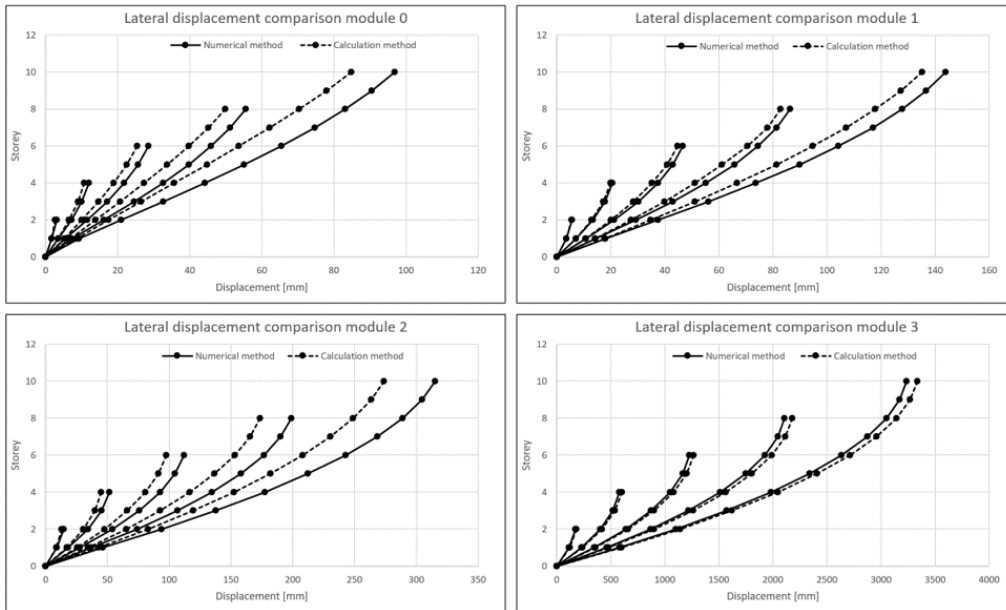 Lateral displacement comparison module 0
12
Numerical method
Calculation method
10
8
6
4
2
0
Storey
0 20 40 60 80 100 120
Displacement [mm]
Lateral displacement comparison module 1
12
Numerical method
Calculation method
10
8
6
4
2
0
Storey
0 20 40 60 80 100 120 140 160
Displacement [mm]
Lateral displacement comparison module 2
12
Numerical method
Calculation method
10
8
6
4
2
0
Storey
0 50 100 150 200 250 300 350
Displacement [mm]
Lateral displacement comparison module 3
12
Numerical method
Calculation method
10
8
6
4
2
0
Storey
0 500 1000 1500 2000 2500 3000 3500 4000
Displacement [mm]